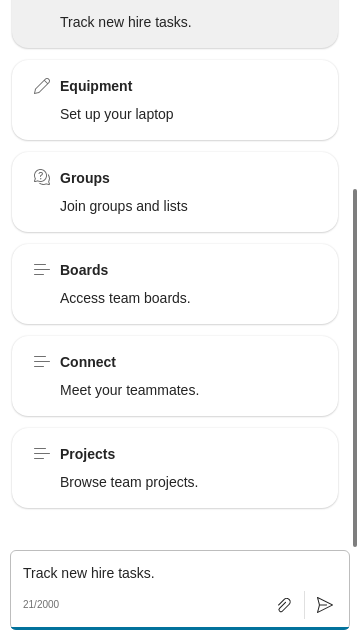 Track new hire tasks.
Equipment
Set up your laptop
Groups
Join groups and lists
Boards
Access team boards.
Connect
Meet your teammates.
Projects
Browse team projects.
Track new hire tasks.
21/2000